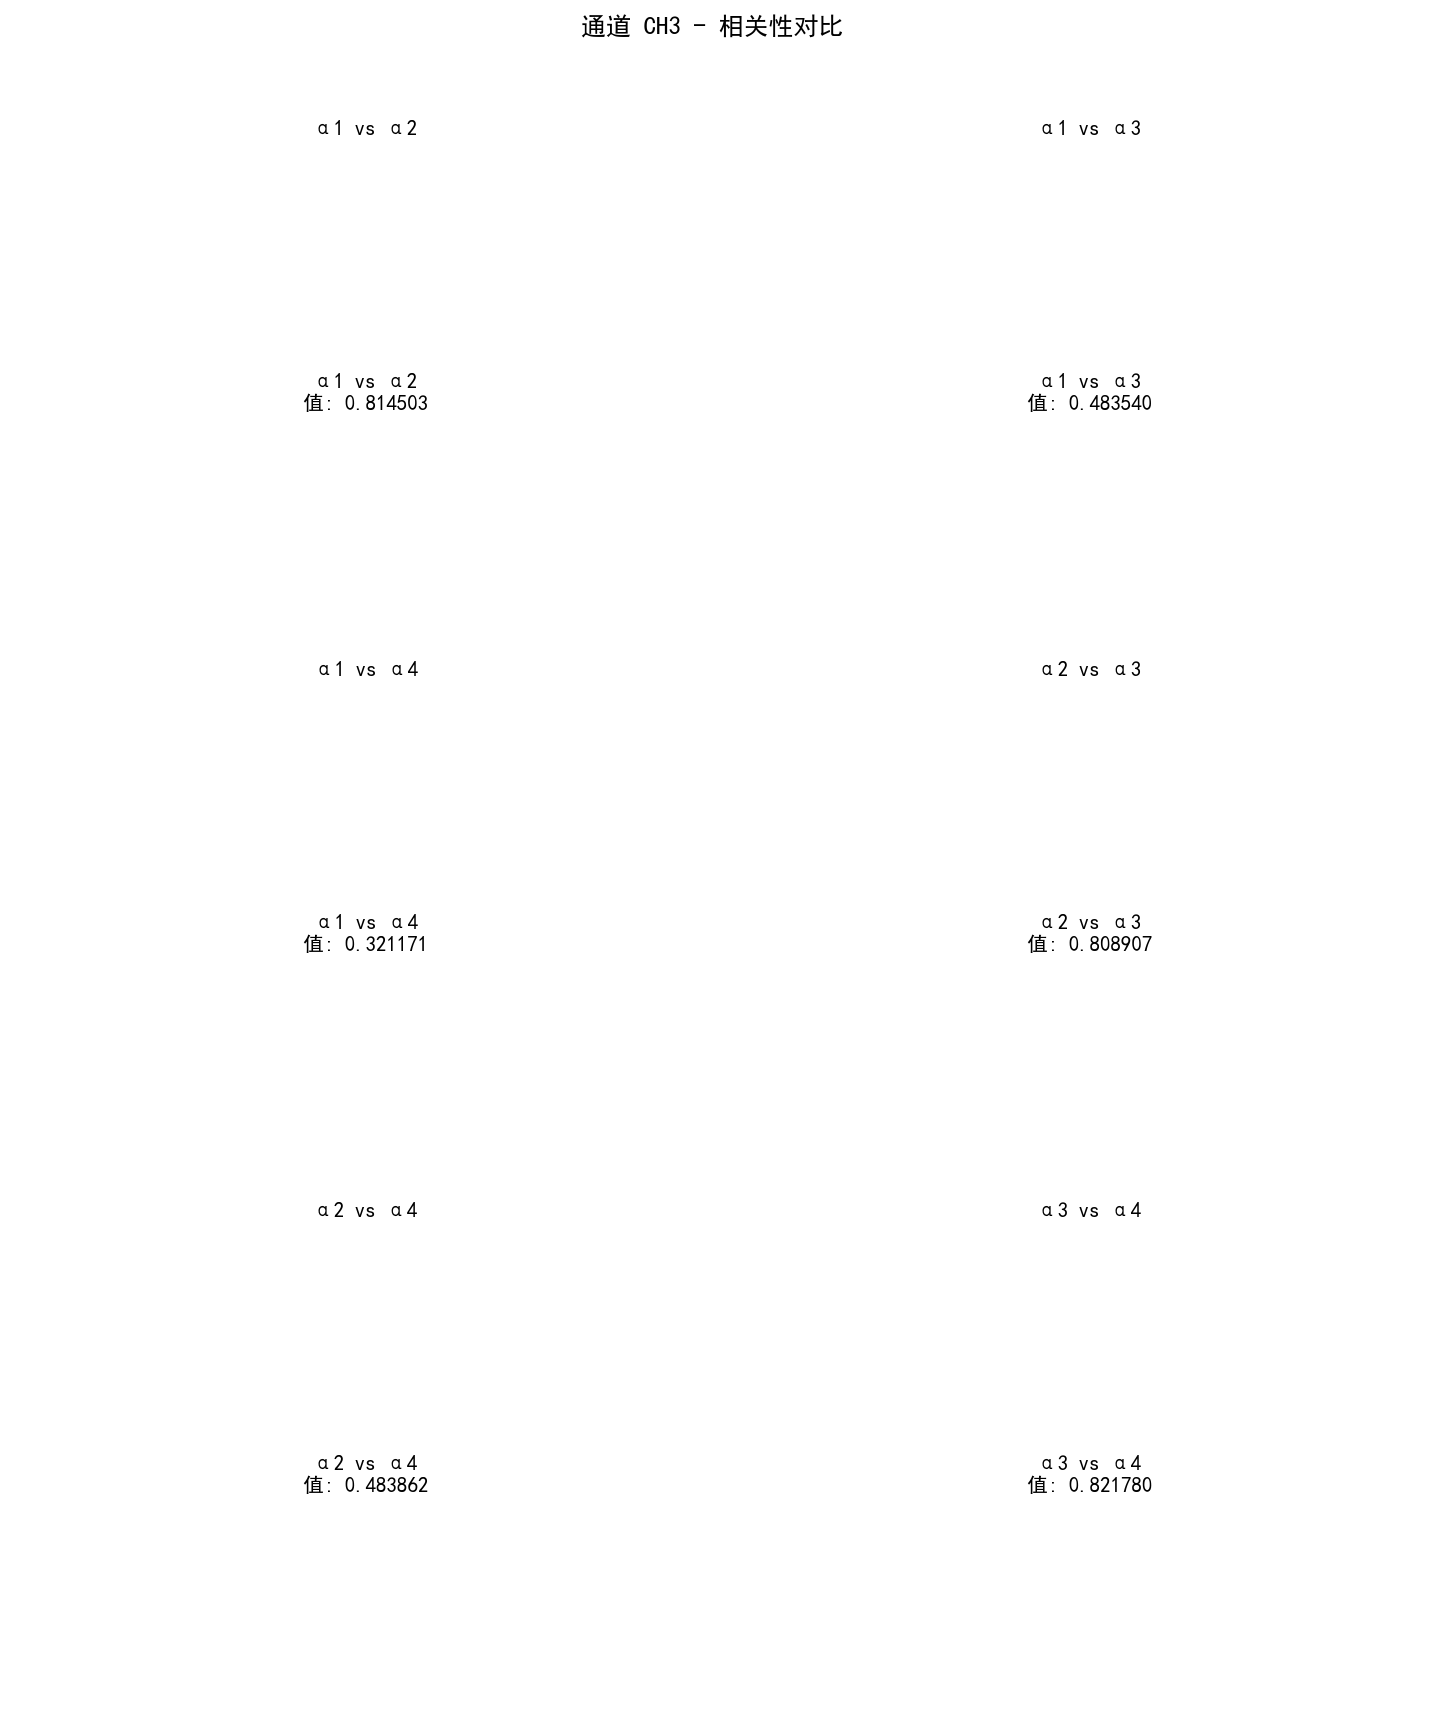 通道 CH3 - 相关性对比
α1 vs α2
α1 vs α3
α1 vs α2
值: 0.814503
α1 vs α3
值: 0.483540
α1 vs α4
α2 vs α3
α1 vs α4
值: 0.321171
α2 vs α3
值: 0.808907
α2 vs α4
α3 vs α4
α2 vs α4
值: 0.483862
α3 vs α4
值: 0.821780